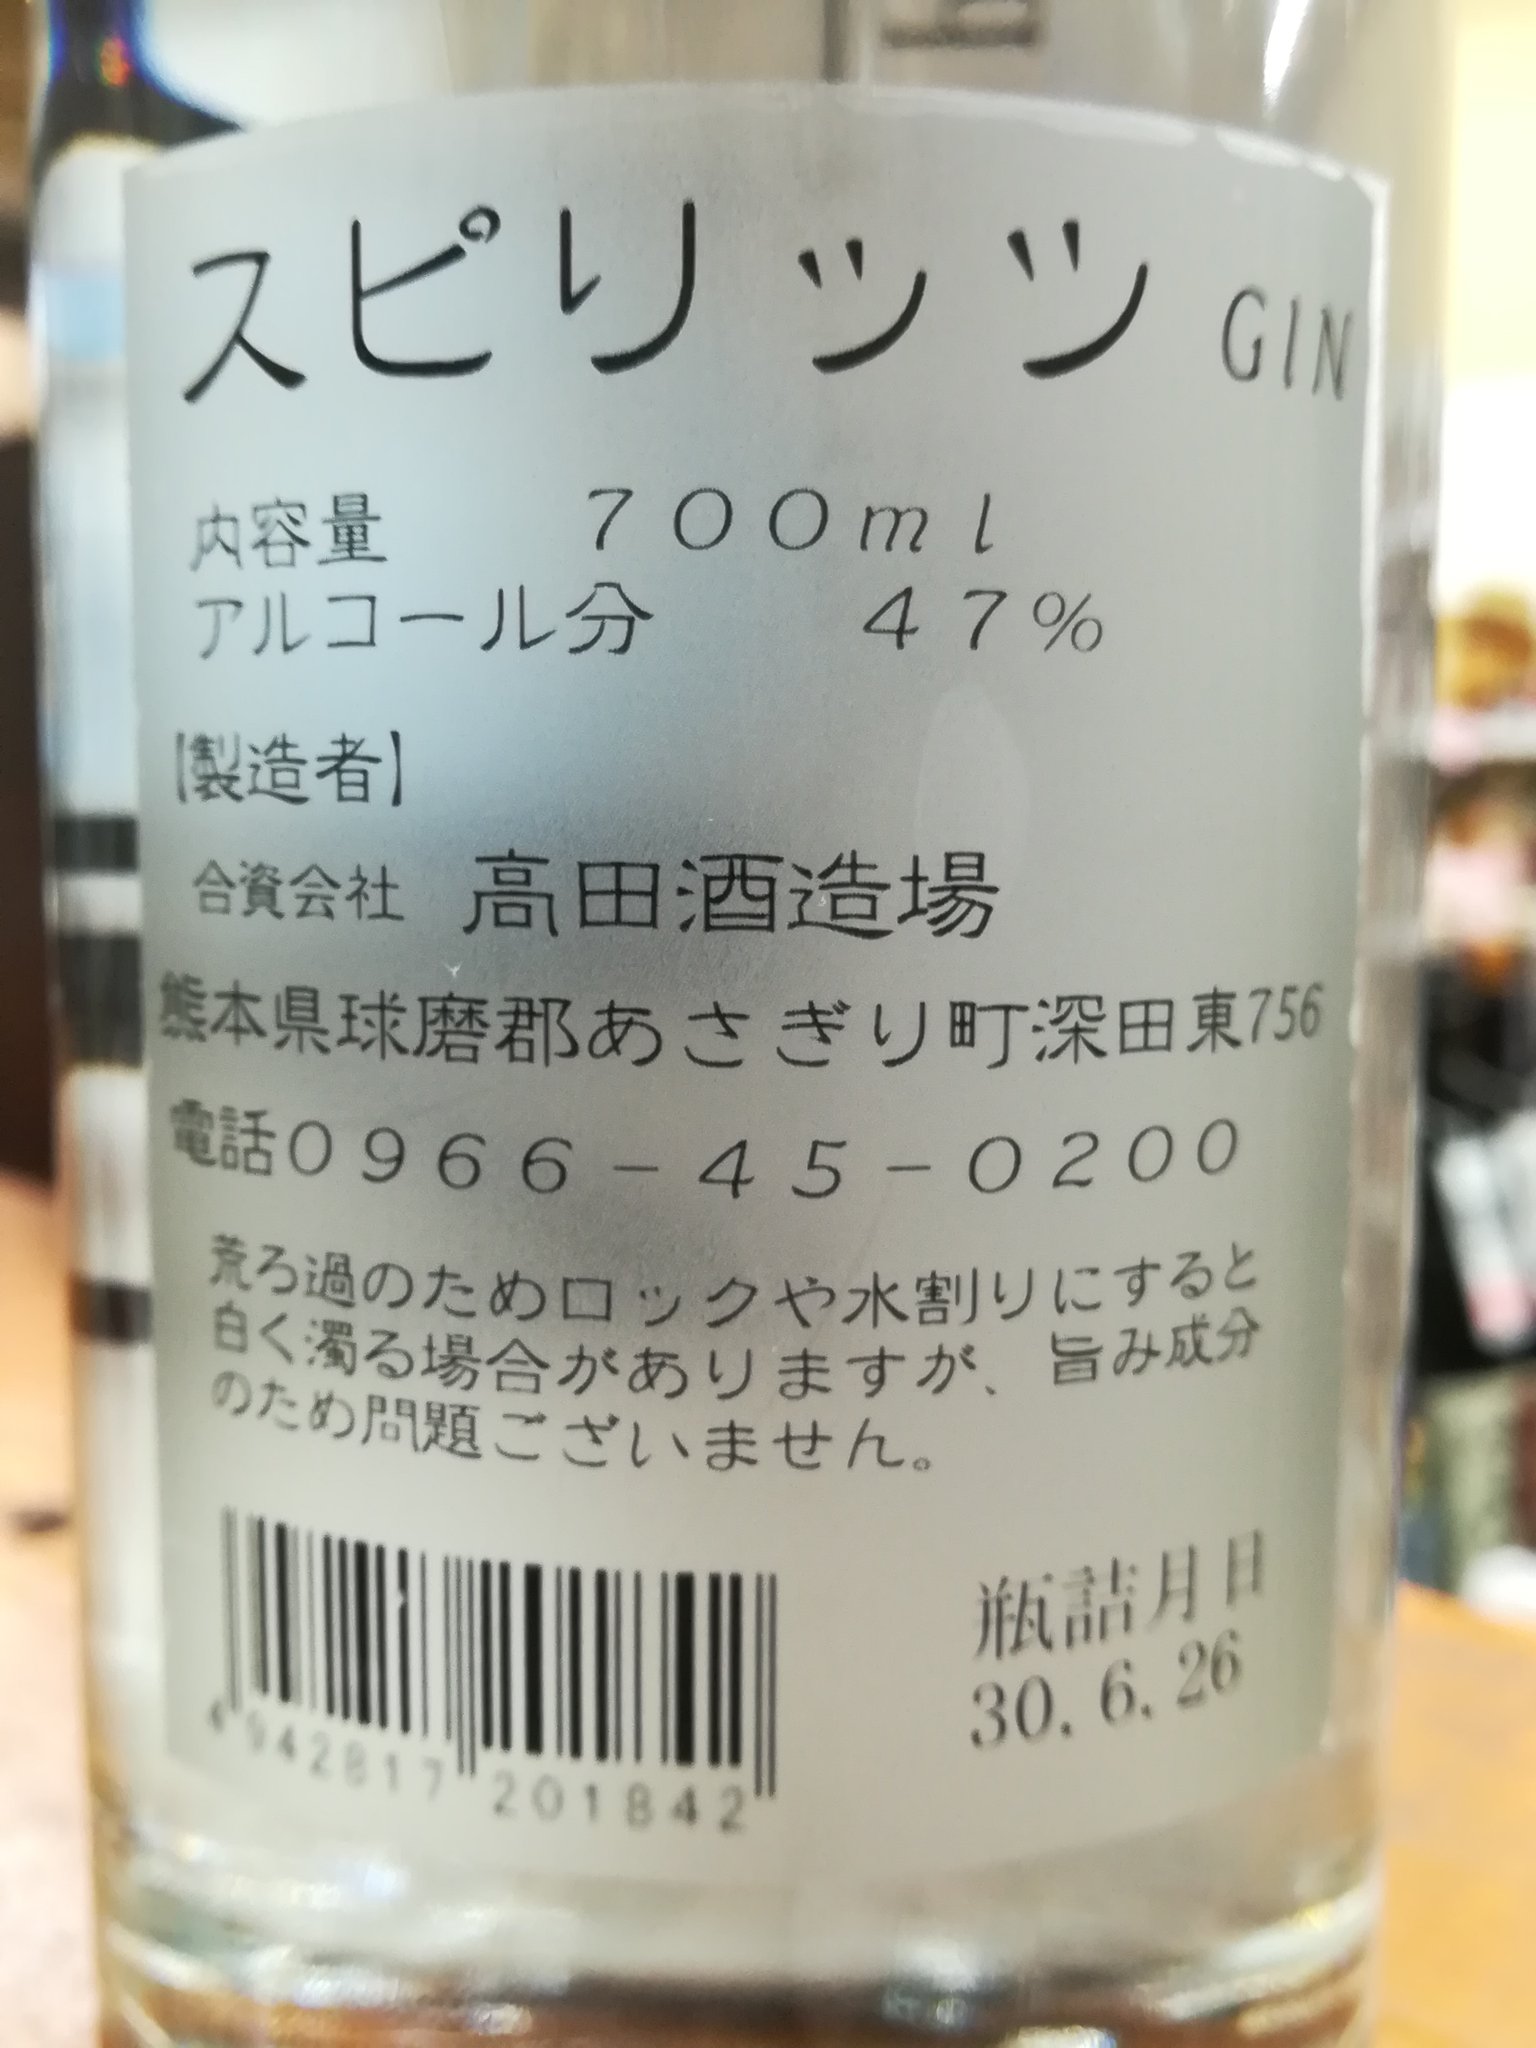 スピリッツ GIN
内容量 700ml
アルコール分 47%
【製造者】
合資会社 高田酒造場
熊本県球磨郡あさぎり町深田東756
電話0966-45-0200
荒ろ過のためロックや水割りにすると
白く濁る場合がありますが、旨み成分
のため問題ございません。
瓶詰月日
30.6.26
4 942817 201842